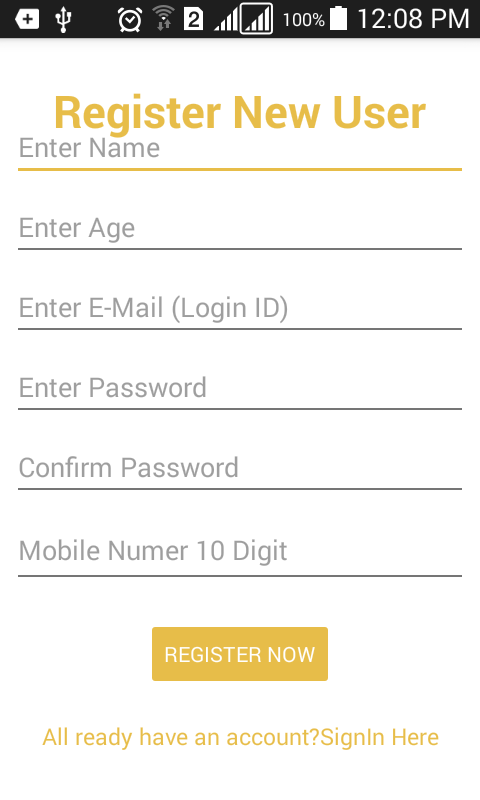 2 100% 12:08 PM
Register New User
Enter Name
Enter Age
Enter E-Mail (Login ID)
Enter Password
Confirm Password
Mobile Numer 10 Digit
REGISTER NOW
All ready have an account?SignIn Here